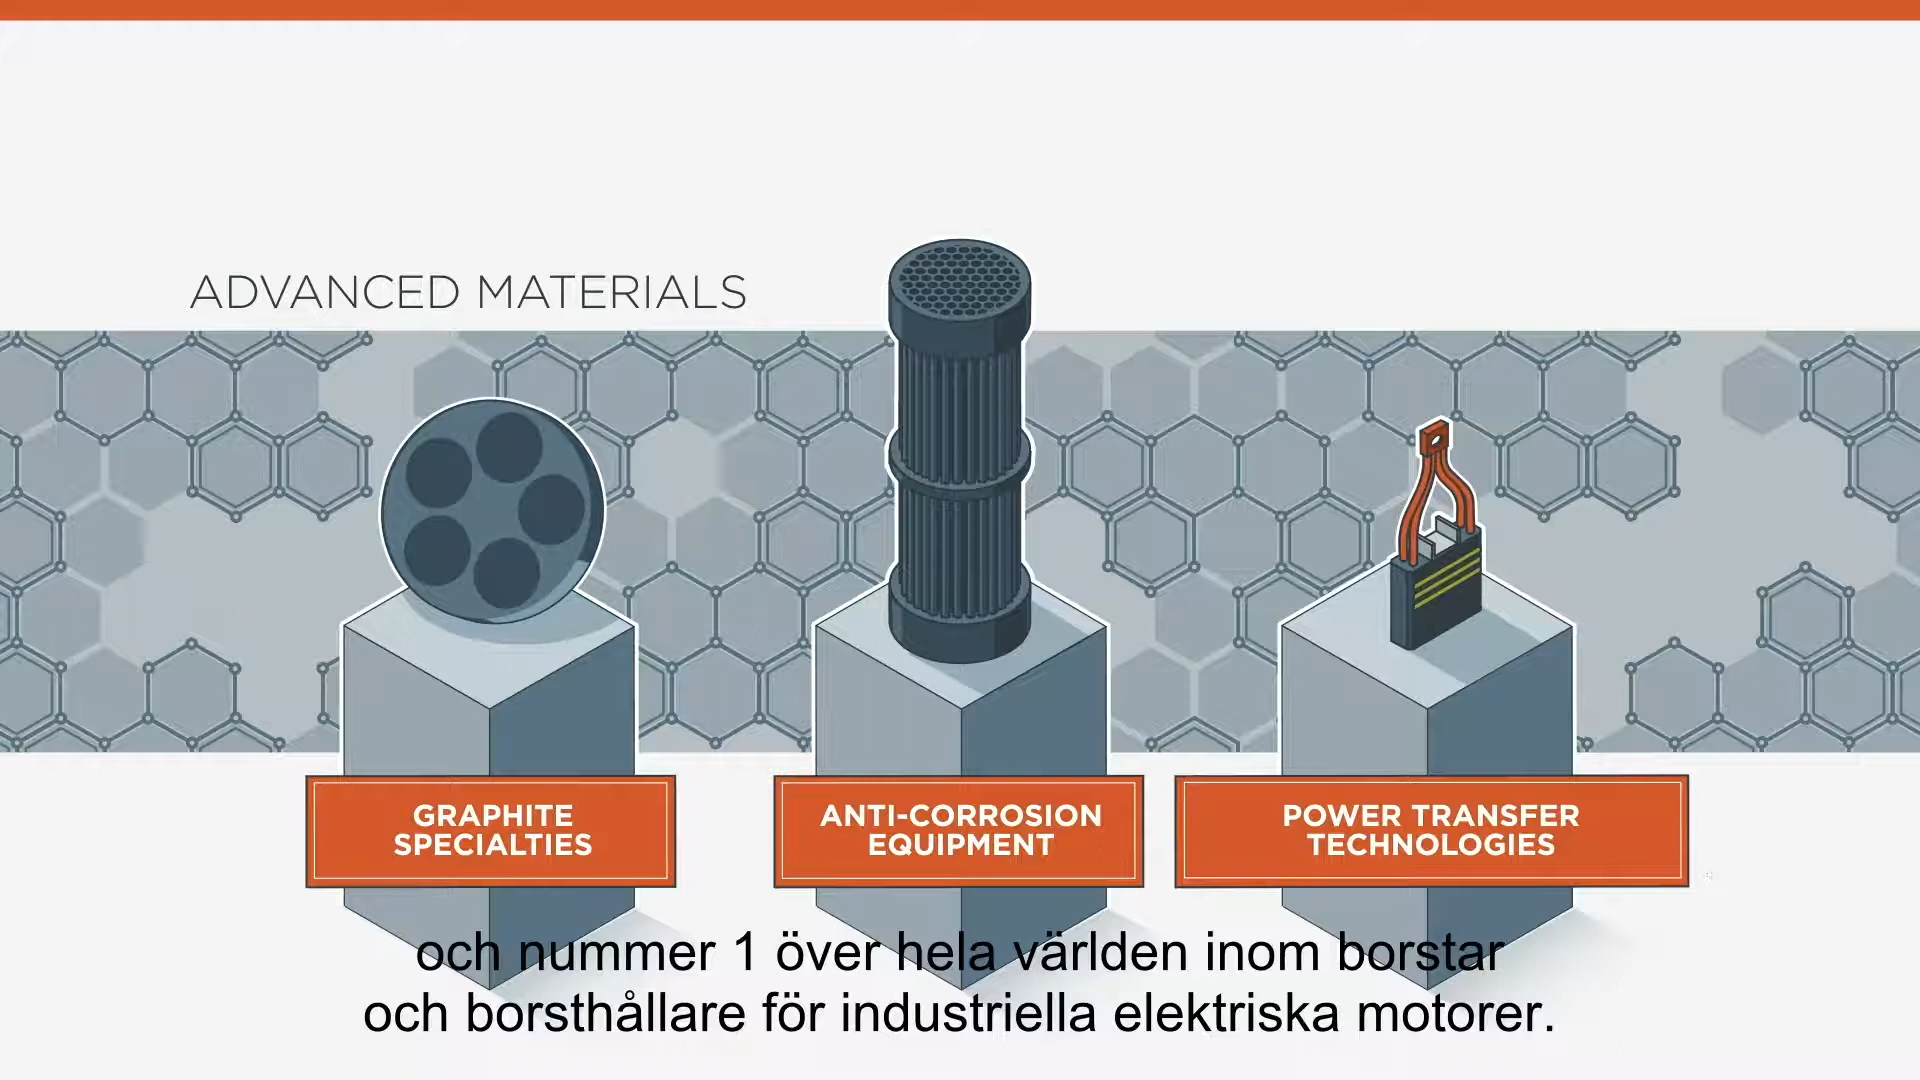 ADVANCED MATERIALS
GRAPHITE
SPECIALTIES
ANTI-CORROSION
EQUIPMENT
POWER TRANSFER
TECHNOLOGIES
och nummer 1 över hela världen inom borstar
och borsthållare för industriella elektriska motorer.